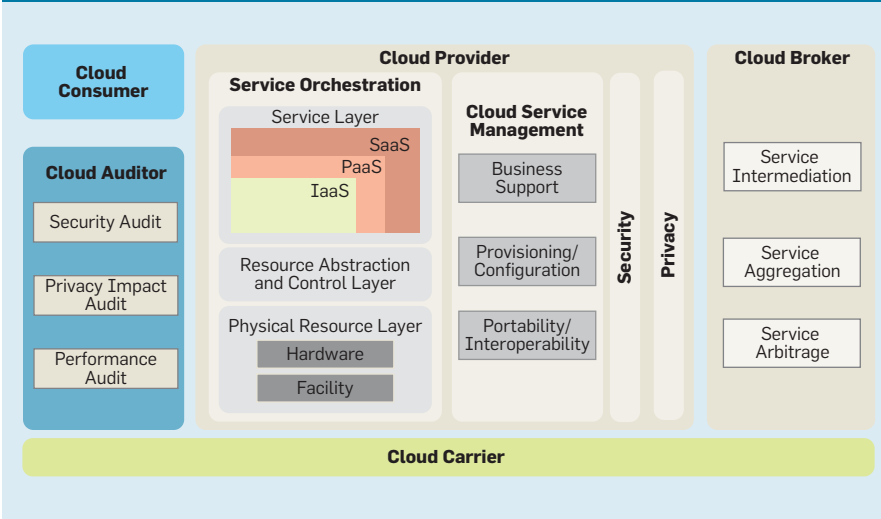 Cloud
Consumer
Cloud Auditor
Security Audit
Privacy Impact
Audit
Performance
Audit
Cloud Provider
Service Orchestration
Service Layer
SaaS
PaaS
IaaS
Resource Abstraction
and Control Layer
Physical Resource Layer
Hardware
Facility
Cloud Service
Management
Business
Support
Provisioning/
Configuration
Portability/
Interoperability
Security
Privacy
Cloud Broker
Service
Intermediation
Service
Aggregation
Service
Arbitrage
Cloud Carrier